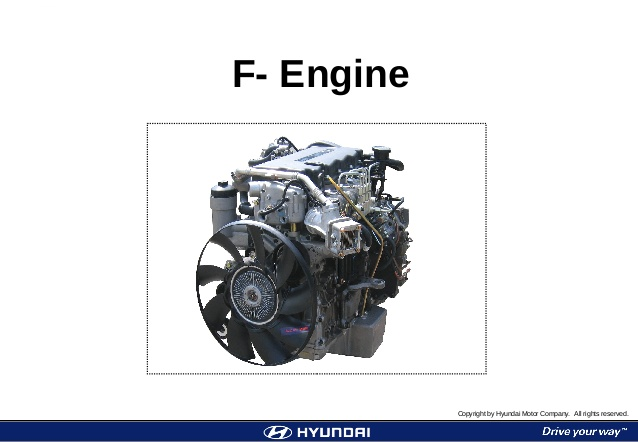 F- Engine
Copyright by Hyundai Motor Company. All rights reserved.
HYUNDAI
Drive your way™